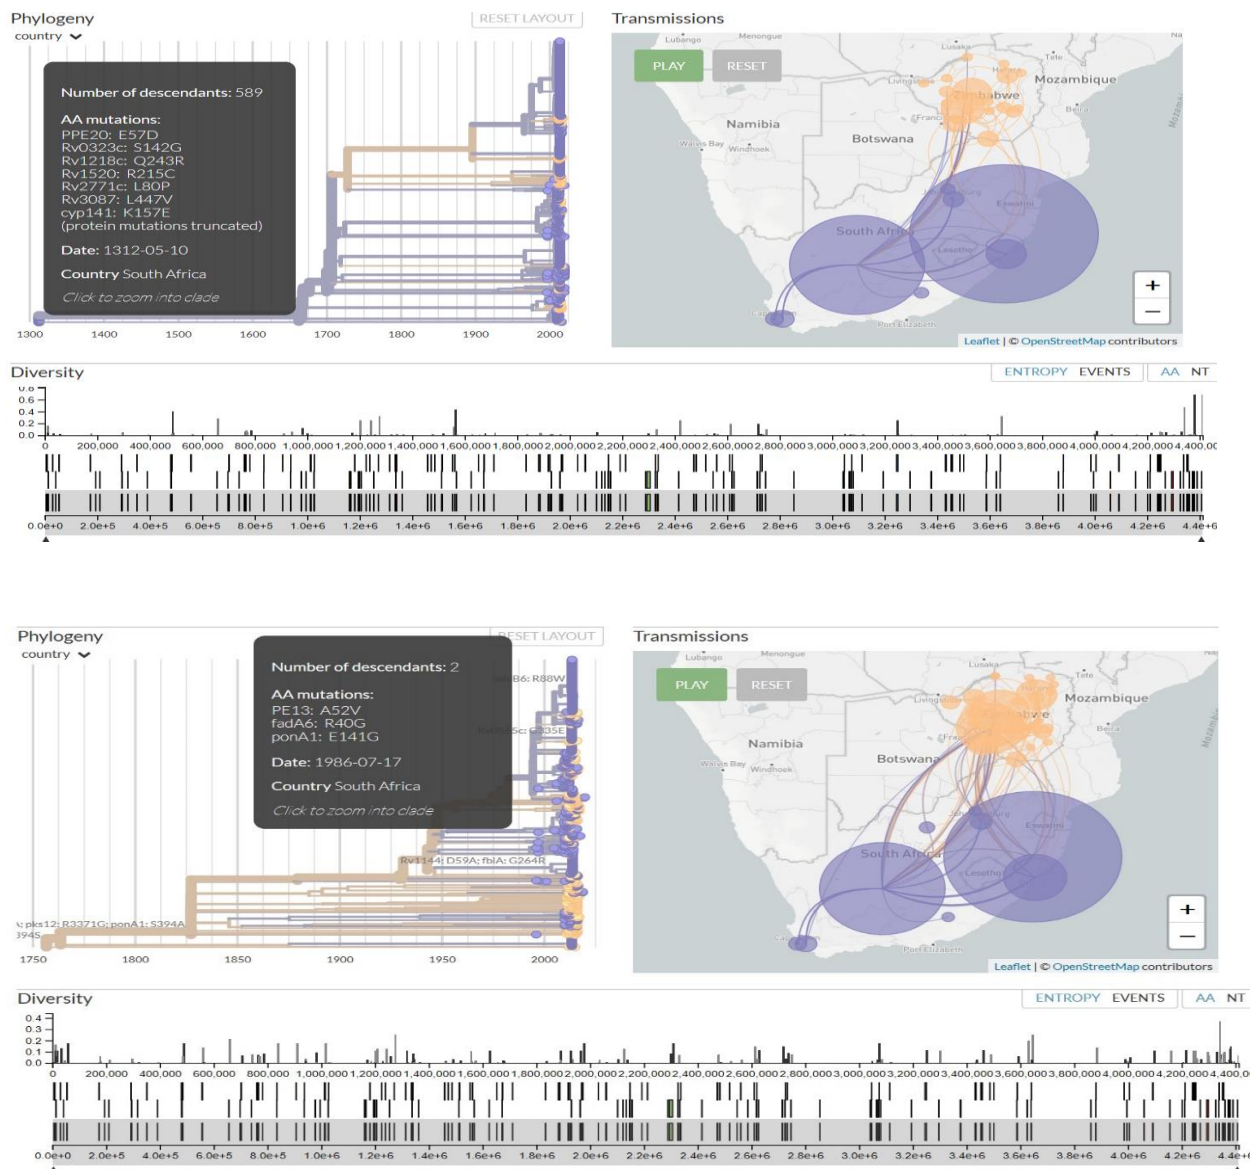 Phylogeny
RESET LAYOUT
country
Number of descendants: 589
AA mutations:
PPE20: E57D
Rv0323c: S142G
Rv1218c: Q243R
Rv1520: R215C
Rv2771c: L80P
Rv3087: L447V
cyp141: K157E
(protein mutations truncated)
Date: 1312-05-10
Country South Africa
Click to zoom into clade
1300 1400 1500 1600 1700 1800 1900 2000
Transmissions
PLAY RESET
Lubango Menongue
Lusaka
Tete
Mozambique
Beira
Namibia
Walvis Bay Windhoek
Botswana
Eswatini
South Africa
Lesotho
Port Elizabeth
+
−
Leaflet | © OpenStreetMap contributors
Diversity
ENTROPY EVENTS AA NT
0.6
0.4
0.2
0.0
200,000 400,000 600,000 800,000 1,000,000 1,200,000 1,400,000 1,600,000 1,800,000 2,000,000 2,200,000 2,400,000 2,600,000 2,800,000 3,000,000 3,200,000 3,400,000 3,600,000 3,800,000 4,000,000 4,200,000
0.0e+0 2.0e+5 4.0e+5 6.0e+5 8.0e+5 1.0e+6 1.2e+6 1.4e+6 1.6e+6 1.8e+6 2.0e+6 2.2e+6 2.4e+6 2.6e+6 2.8e+6 3.0e+6 3.2e+6 3.4e+6 3.6e+6 3.8e+6 4.0e+6 4.2e+6 4.4e+6
Phylogeny
RESET LAYOUT
country
Number of descendants: 2
AA mutations:
PE13: A52V
fadA6: R40G
ponA1: E141G
Date: 1986-07-17
Country South Africa
Click to zoom into clade
R88W
Rv1144: D59A; fbiA: G264R
pks12: R3371G; ponA1: S394A
1750 1800 1850 1900 1950 2000
Transmissions
PLAY RESET
Lubango Menongue
Lusaka
Tete
Mozambique
Beira
Namibia
Walvis Bay Windhoek
Botswana
Eswatini
South Africa
Lesotho
Port Elizabeth
+
−
Leaflet | © OpenStreetMap contributors
Diversity
ENTROPY EVENTS AA NT
0.4
0.3
0.2
0.1
0.0
0 200,000 400,000 600,000 800,000 1,000,000 1,200,000 1,400,000 1,600,000 1,800,000 2,000,000 2,200,000 2,400,000 2,600,000 2,800,000 3,000,000 3,200,000 3,400,000 3,600,000 3,800,000 4,000,000 4,200,000
0.0e+0 2.0e+5 4.0e+5 6.0e+5 8.0e+5 1.0e+6 1.2e+6 1.4e+6 1.6e+6 1.8e+6 2.0e+6 2.2e+6 2.4e+6 2.6e+6 2.8e+6 3.0e+6 3.2e+6 3.4e+6 3.6e+6 3.8e+6 4.0e+6 4.2e+6